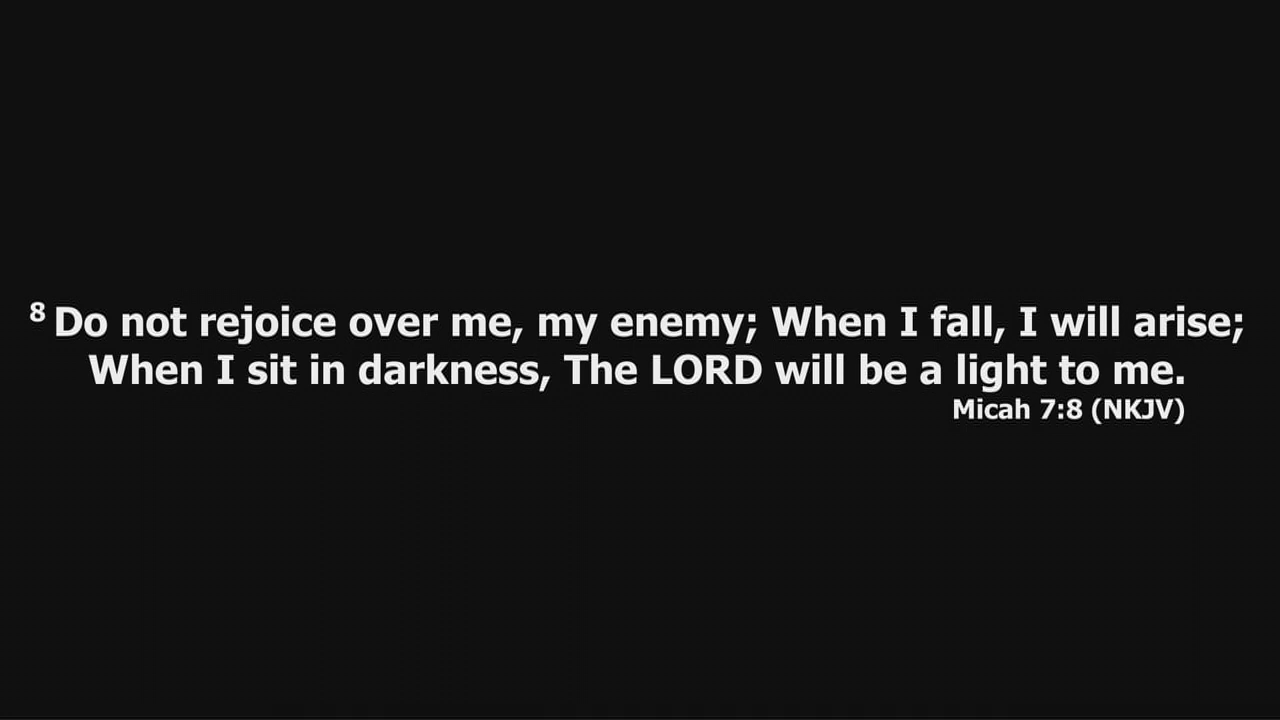 8 Do not rejoice over me, my enemy; When I fall, I will arise;
When I sit in darkness, The LORD will be a light to me.
Micah 7:8 (NKJV)